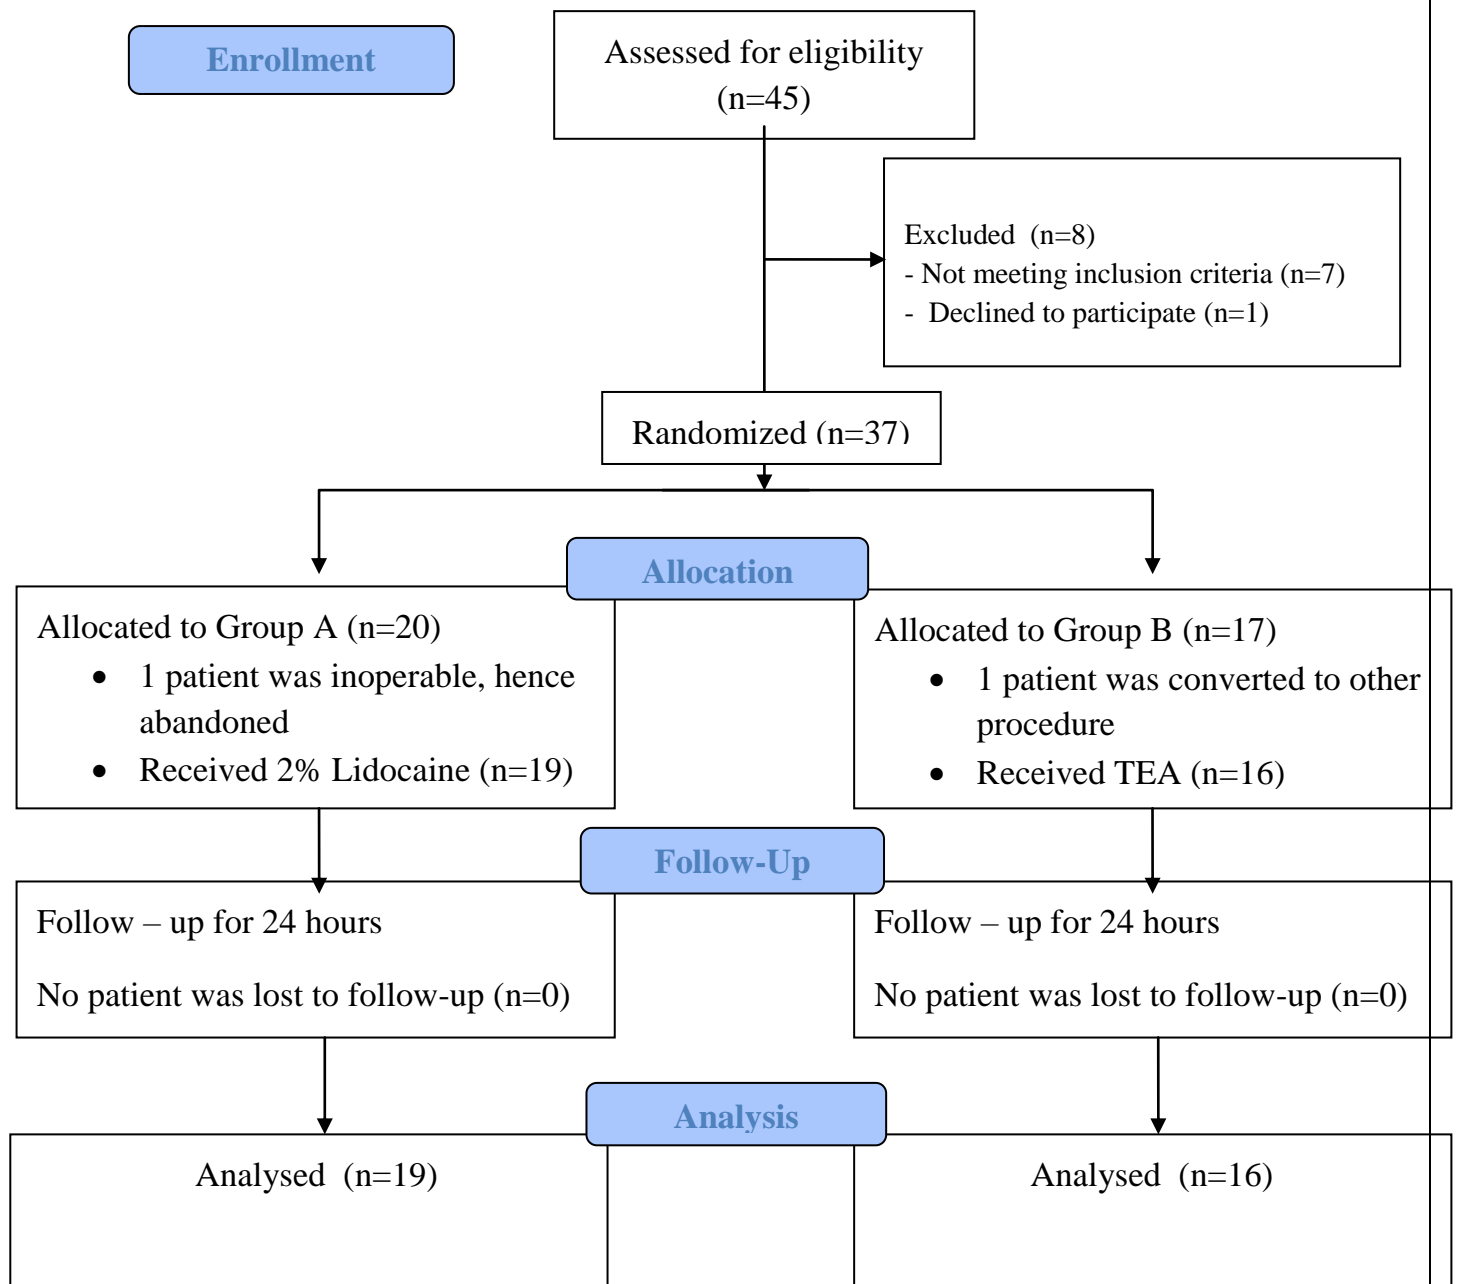 Enrollment
Assessed for eligibility
(n=45)
Excluded (n=8)
- Not meeting inclusion criteria (n=7)
- Declined to participate (n=1)
Randomized (n=37)
Allocation
Allocated to Group A (n=20)
• 1 patient was inoperable, hence
abandoned
• Received 2% Lidocaine (n=19)
Allocated to Group B (n=17)
• 1 patient was converted to other
procedure
• Received TEA (n=16)
Follow-Up
Follow – up for 24 hours
No patient was lost to follow-up (n=0)
Follow – up for 24 hours
No patient was lost to follow-up (n=0)
Analysis
Analysed (n=19)
Analysed (n=16)